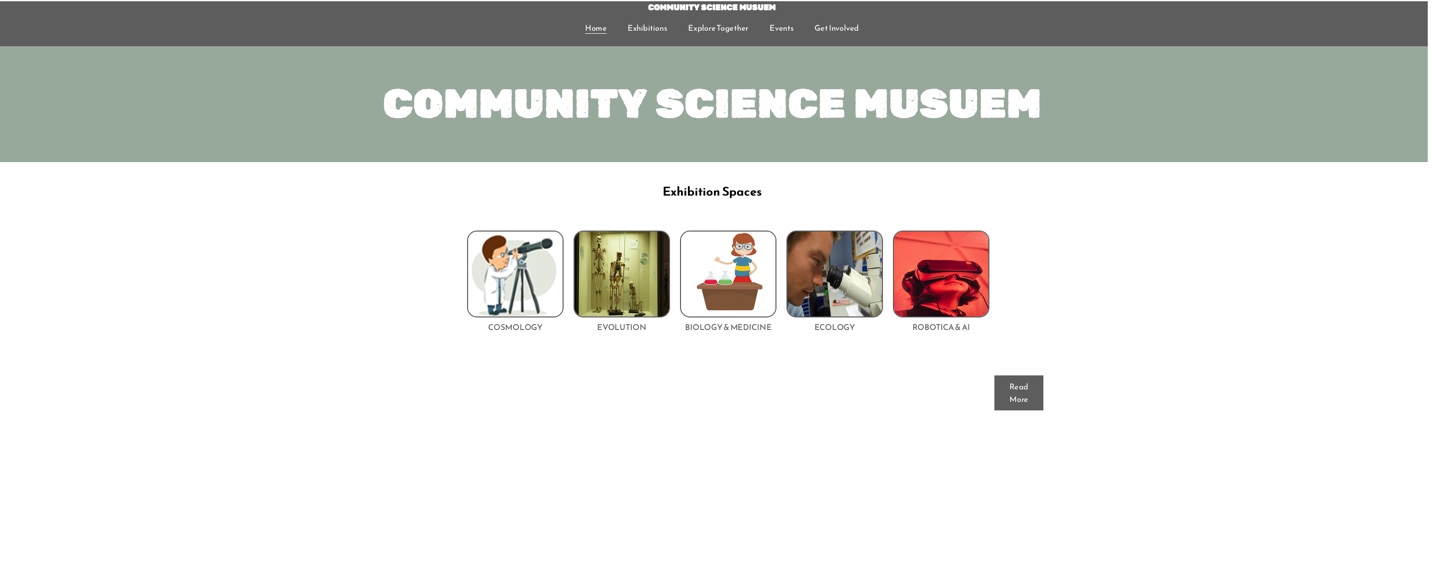 COMMUNITY SCIENCE MUSUEM
Home Exhibitions Explore Together Events Get Involved
COMMUNITY SCIENCE MUSUEM
Exhibition Spaces
COSMOLOGY EVOLUTION BIOLOGY & MEDICINE ECOLOGY ROBOTICA & AI
Read
More